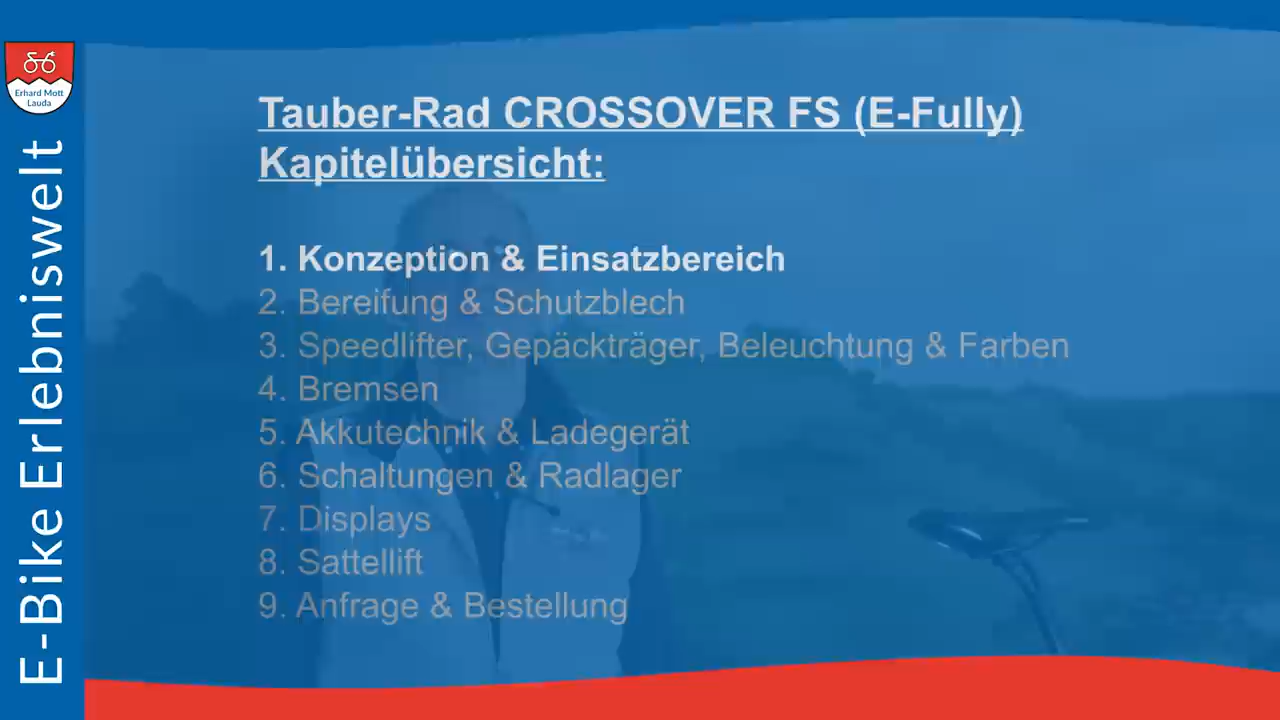 Erhard Mott
Lauda
E-Bike Erlebniswelt
Tauber-Rad CROSSOVER FS (E-Fully)
Kapitelübersicht:
1. Konzeption & Einsatzbereich
2. Bereifung & Schutzblech
3. Speedlifter, Gepäckträger, Beleuchtung & Farben
4. Bremsen
5. Akkutechnik & Ladegerät
6. Schaltungen & Radlager
7. Displays
8. Sattellift
9. Anfrage & Bestellung